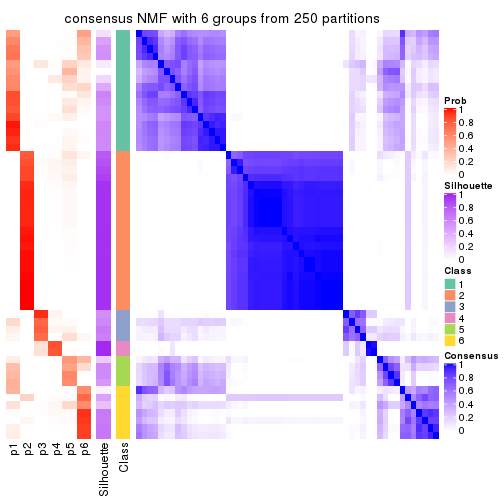 consensus NMF with 6 groups from 250 partitions
Prob
1
0.8
0.6
0.4
0.2
0
Silhouette
1
0.8
0.6
0.4
0.2
0
Class
1
2
3
4
5
6
Consensus
1
0.8
0.6
0.4
0.2
0
p1
p2
p3
p4
p5
p6
Silhouette
Class